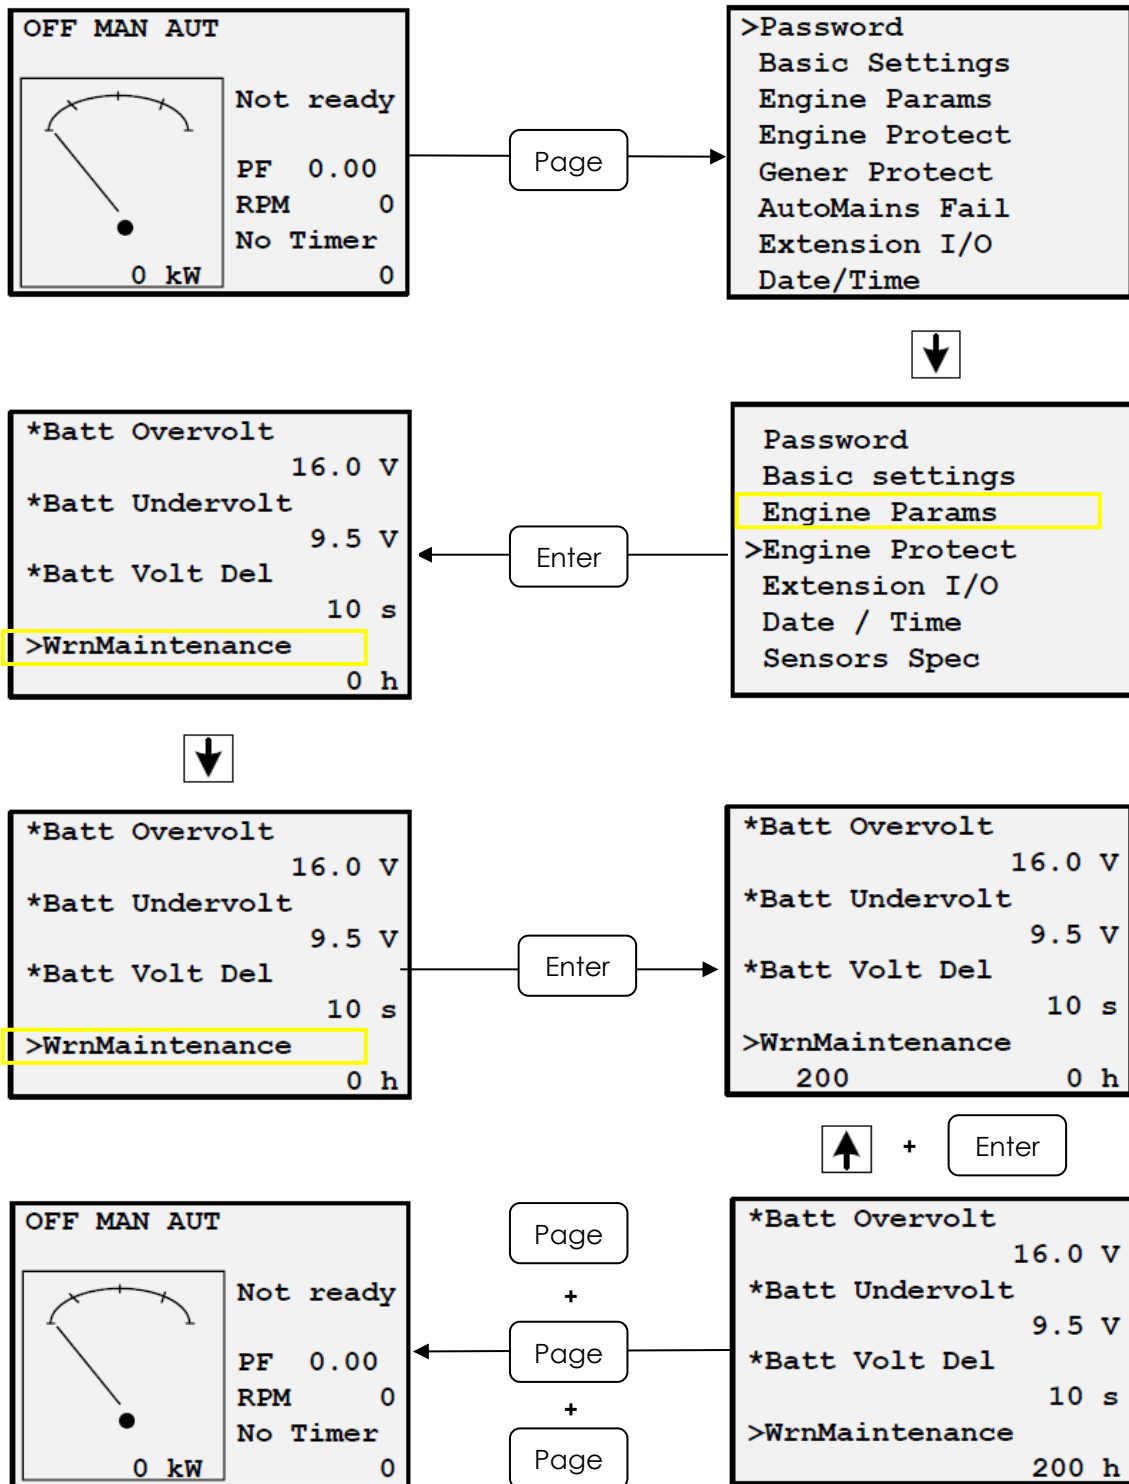 OFF MAN AUT
Not ready
PF 0.00
RPM 0
No Timer
0 kW 0
Page
>Password
Basic Settings
Engine Params
Engine Protect
Gener Protect
AutoMains Fail
Extension I/O
Date/Time
Password
Basic settings
Engine Params
>Engine Protect
Extension I/O
Date / Time
Sensors Spec
Enter
*Batt Overvolt
16.0 V
*Batt Undervolt
9.5 V
*Batt Volt Del
10 s
>WrnMaintenance
0 h
*Batt Overvolt
16.0 V
*Batt Undervolt
9.5 V
*Batt Volt Del
10 s
>WrnMaintenance
0 h
Enter
*Batt Overvolt
16.0 V
*Batt Undervolt
9.5 V
*Batt Volt Del
10 s
>WrnMaintenance
200 0 h
+ Enter
*Batt Overvolt
16.0 V
*Batt Undervolt
9.5 V
*Batt Volt Del
10 s
>WrnMaintenance
200 h
Page
+
Page
+
Page
OFF MAN AUT
Not ready
PF 0.00
RPM 0
No Timer
0 kW 0